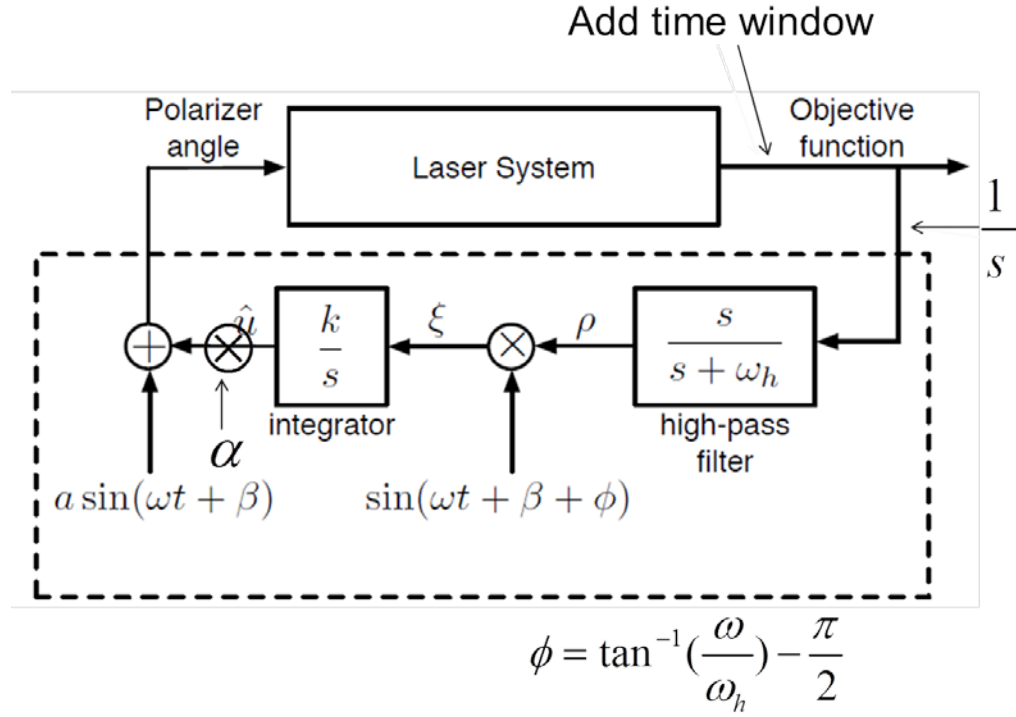 Add time window
Polarizer
angle
Laser System
Objective
function
1
s
û
k
s
integrator
ξ
ρ
s
s + ω_h
high-pass
filter
α
a sin(ωt + β)
sin(ωt + β + φ)
φ = tan⁻¹(ω/ω_h) − π/2